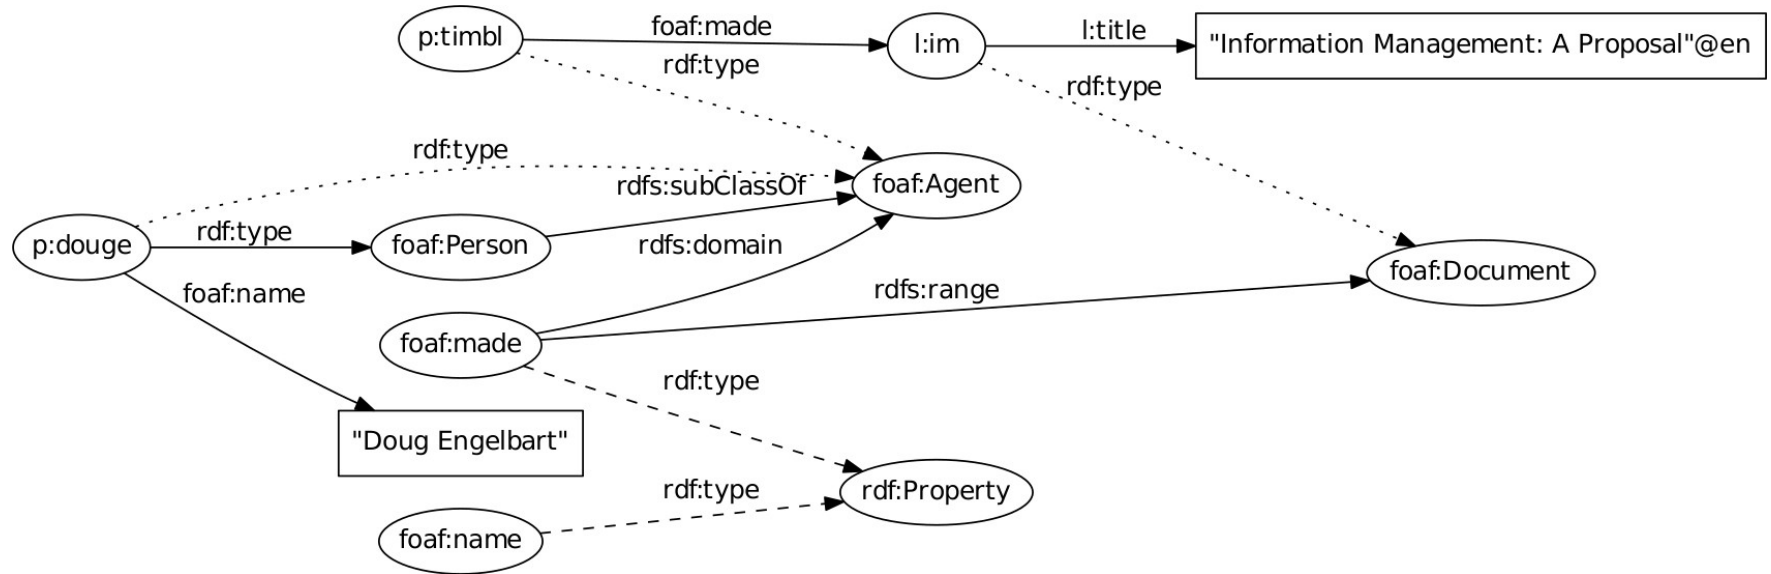 p:timbl
foaf:made
l:im
l:title
"Information Management: A Proposal"@en
rdf:type
rdf:type
rdf:type
rdfs:subClassOf
foaf:Agent
p:douge
rdf:type
foaf:Person
rdfs:domain
foaf:Document
foaf:name
rdfs:range
foaf:made
rdf:type
"Doug Engelbart"
rdf:type
rdf:Property
foaf:name